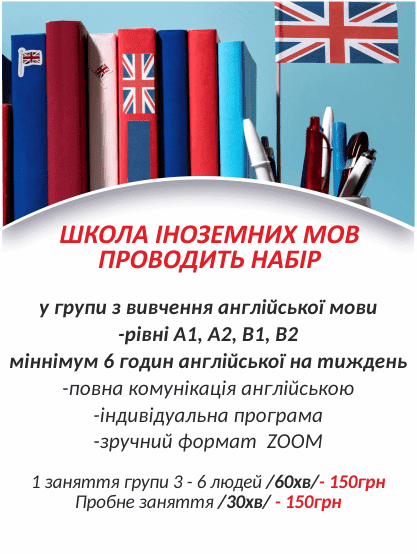 ШКОЛА ІНОЗЕМНИХ МОВ
ПРОВОДИТЬ НАБІР
у групи з вивчення англійської мови
-рівні А1, А2, В1, В2
міннімум 6 годин англійської на тиждень
-повна комунікація англійською
-індивідуальна програма
-зручний формат ZOOM
1 заняття групи 3 - 6 людей /60хв/- 150грн
Пробне заняття /30хв/ - 150грн